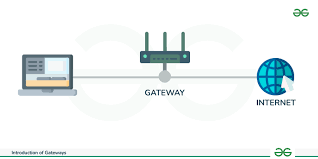 GATEWAY
INTERNET
Introduction of Gateways